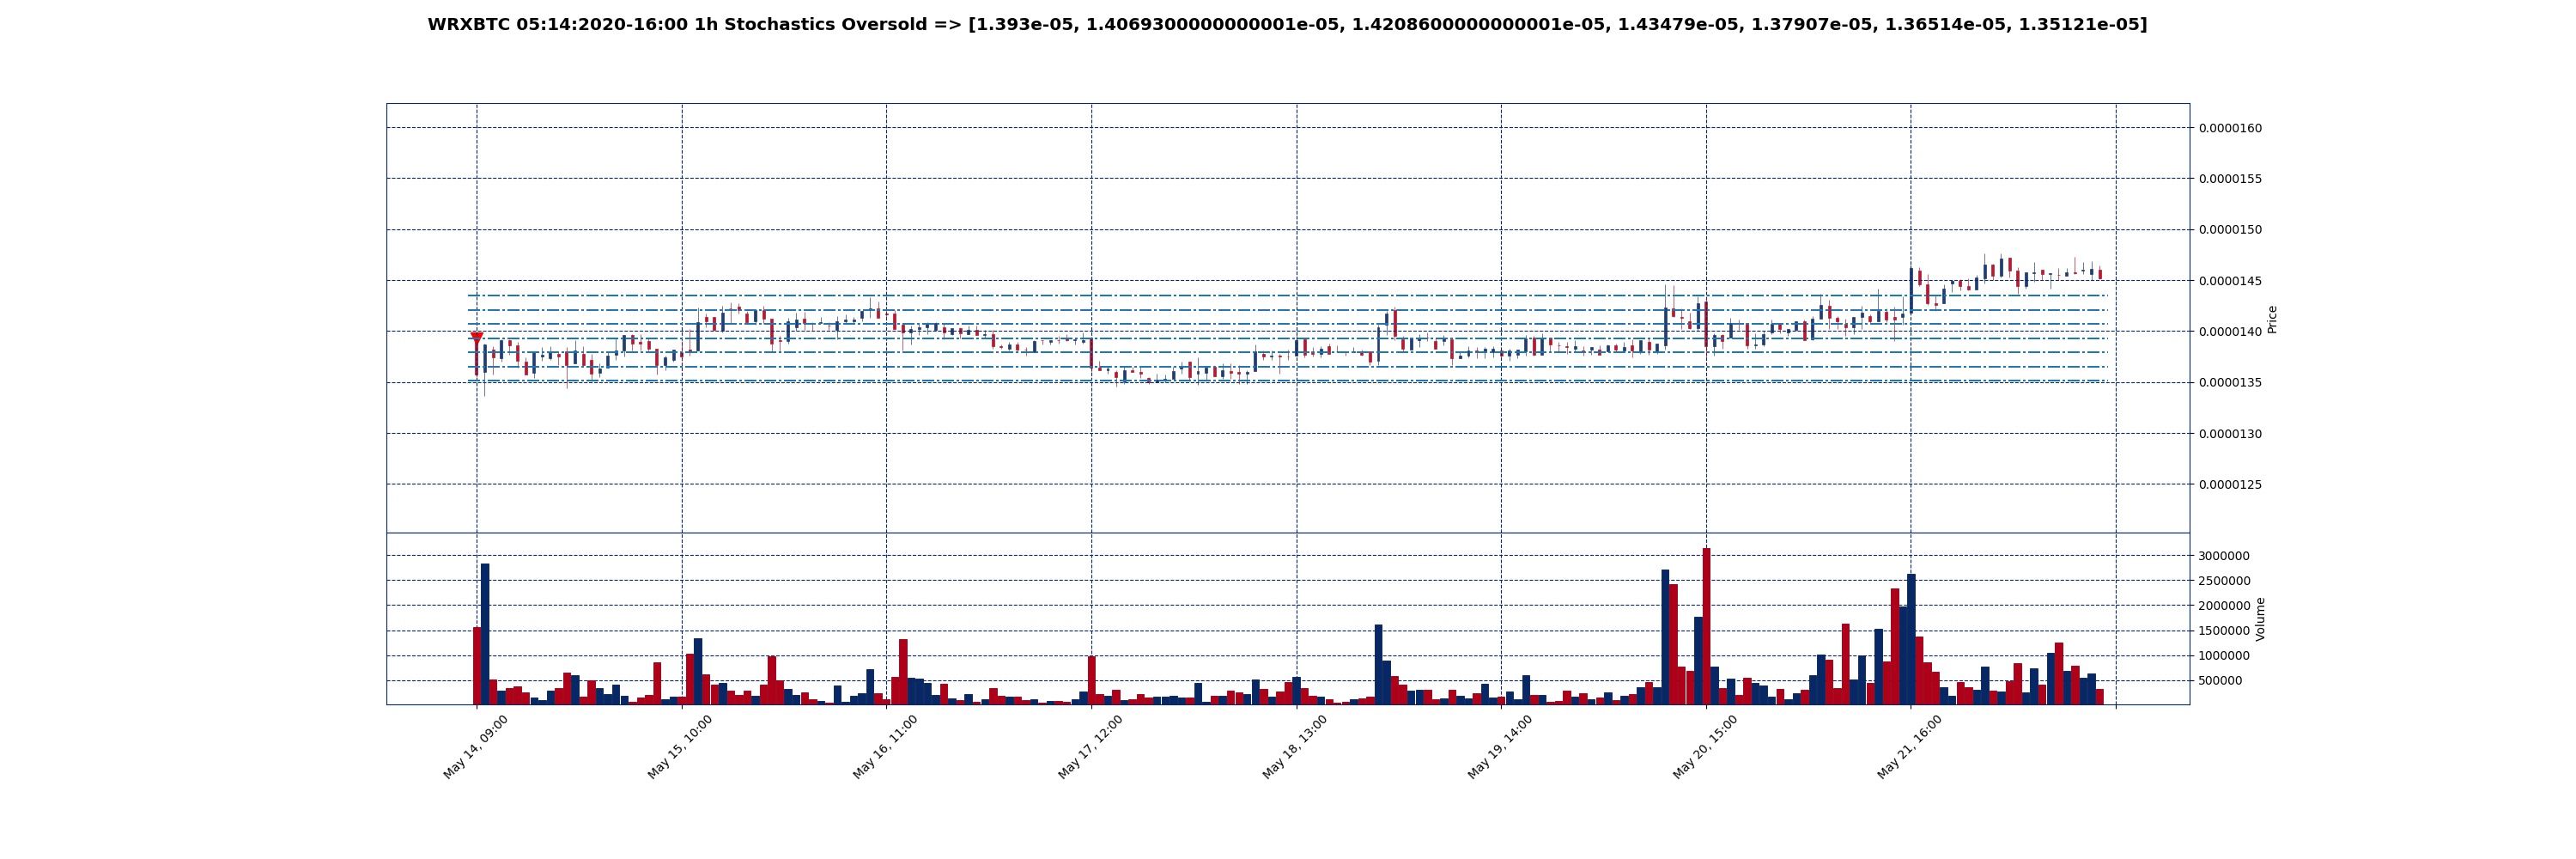 WRXBTC 05:14:2020-16:00 1h Stochastics Oversold => [1.393e-05, 1.4069300000000001e-05, 1.4208600000000001e-05, 1.43479e-05, 1.37907e-05, 1.36514e-05, 1.35121e-05]
0.0000160
0.0000155
0.0000150
0.0000145
0.0000140
0.0000135
0.0000130
0.0000125
Price
3000000
2500000
2000000
1500000
1000000
500000
Volume
May 14, 09:00
May 15, 10:00
May 16, 11:00
May 17, 12:00
May 18, 13:00
May 19, 14:00
May 20, 15:00
May 21, 16:00